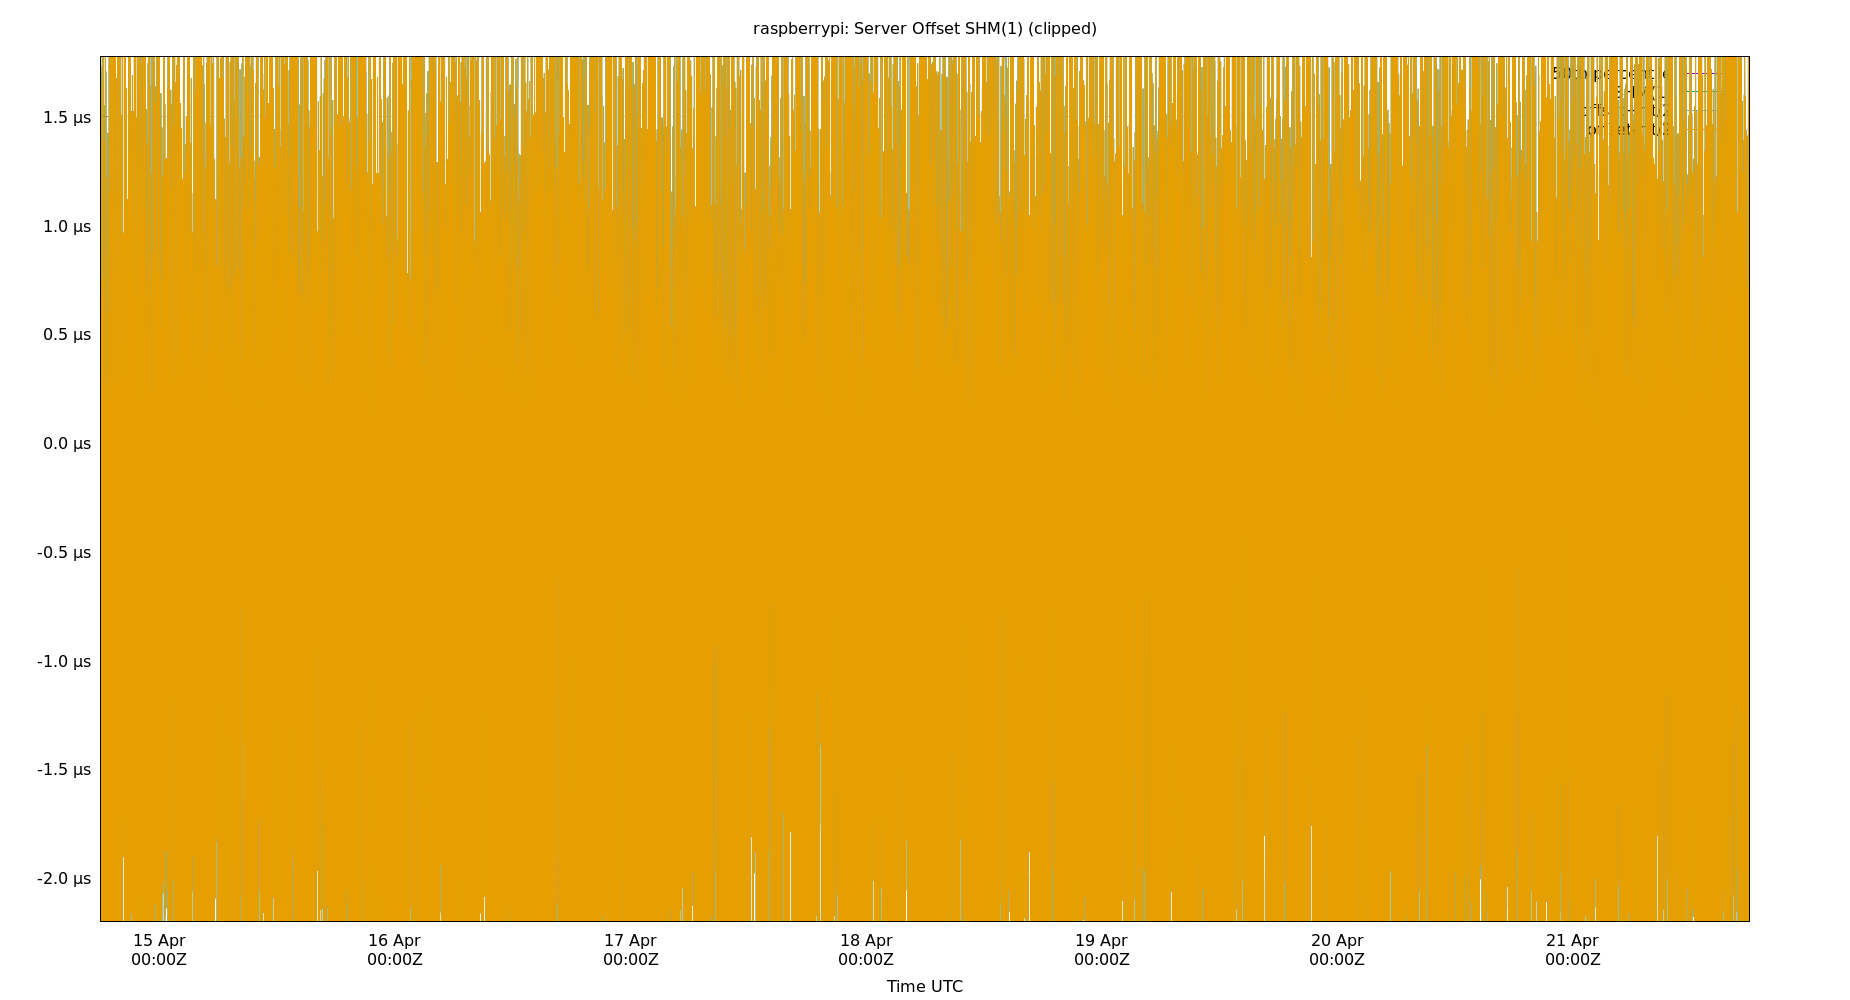 raspberrypi: Server Offset SHM(1) (clipped)
1.5 µs
1.0 µs
0.5 µs
0.0 µs
-0.5 µs
-1.0 µs
-1.5 µs
-2.0 µs
15 Apr 16 Apr 17 Apr 18 Apr 19 Apr 20 Apr 21 Apr
00:00Z 00:00Z 00:00Z 00:00Z 00:00Z 00:00Z 00:00Z
Time UTC